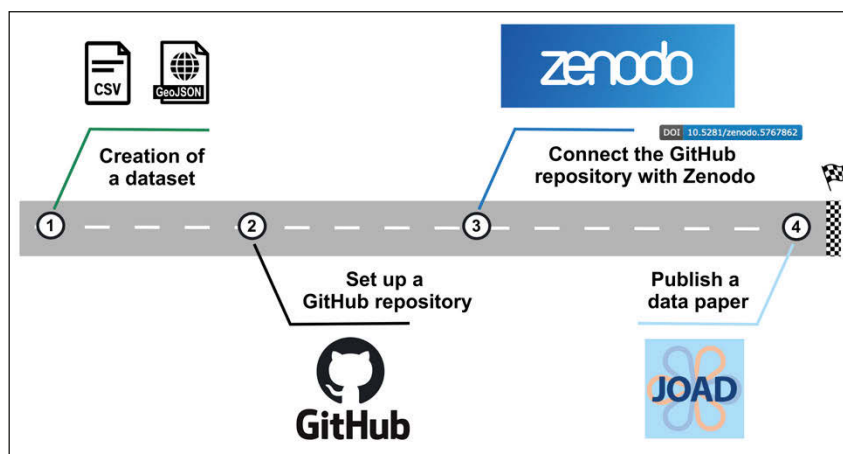 CSV
GeoJSON
zenodo
DOI 10.5281/zenodo.5767862
Creation of
a dataset
Connect the GitHub
repository with Zenodo
1
2
3
4
Set up a
GitHub repository
Publish a
data paper
GitHub
JOAD